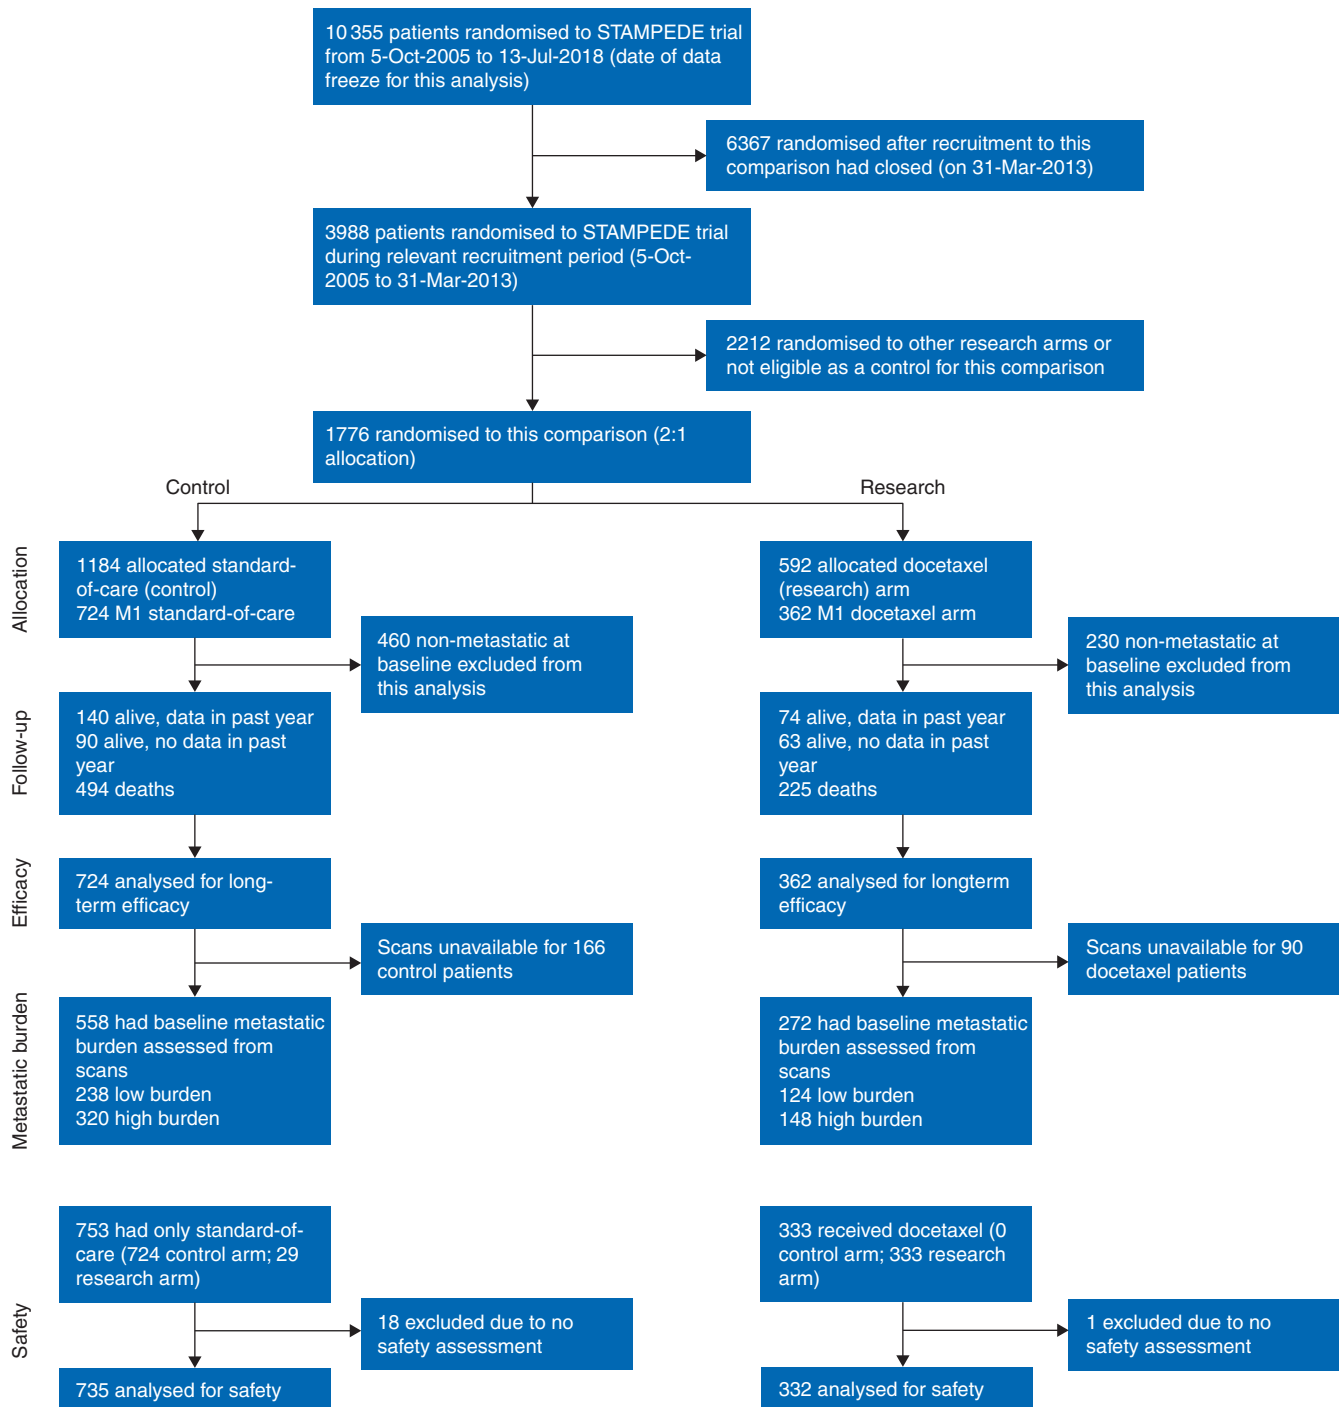 10 355 patients randomised to STAMPEDE trial
from 5-Oct-2005 to 13-Jul-2018 (date of data
freeze for this analysis)
6367 randomised after recruitment to this
comparison had closed (on 31-Mar-2013)
3988 patients randomised to STAMPEDE trial
during relevant recruitment period (5-Oct-
2005 to 31-Mar-2013)
2212 randomised to other research arms or
not eligible as a control for this comparison
1776 randomised to this comparison (2:1
allocation)
Control
Research
Allocation
1184 allocated standard-
of-care (control)
724 M1 standard-of-care
592 allocated docetaxel
(research) arm
362 M1 docetaxel arm
460 non-metastatic at
baseline excluded from
this analysis
230 non-metastatic at
baseline excluded from
this analysis
Follow-up
140 alive, data in past year
90 alive, no data in past
year
494 deaths
74 alive, data in past year
63 alive, no data in past
year
225 deaths
Efficacy
724 analysed for long-
term efficacy
362 analysed for longterm
efficacy
Scans unavailable for 166
control patients
Scans unavailable for 90
docetaxel patients
Metastatic burden
558 had baseline metastatic
burden assessed from
scans
238 low burden
320 high burden
272 had baseline metastatic
burden assessed from
scans
124 low burden
148 high burden
Safety
753 had only standard-of-
care (724 control arm; 29
research arm)
333 received docetaxel (0
control arm; 333 research
arm)
18 excluded due to no
safety assessment
1 excluded due to no
safety assessment
735 analysed for safety
332 analysed for safety